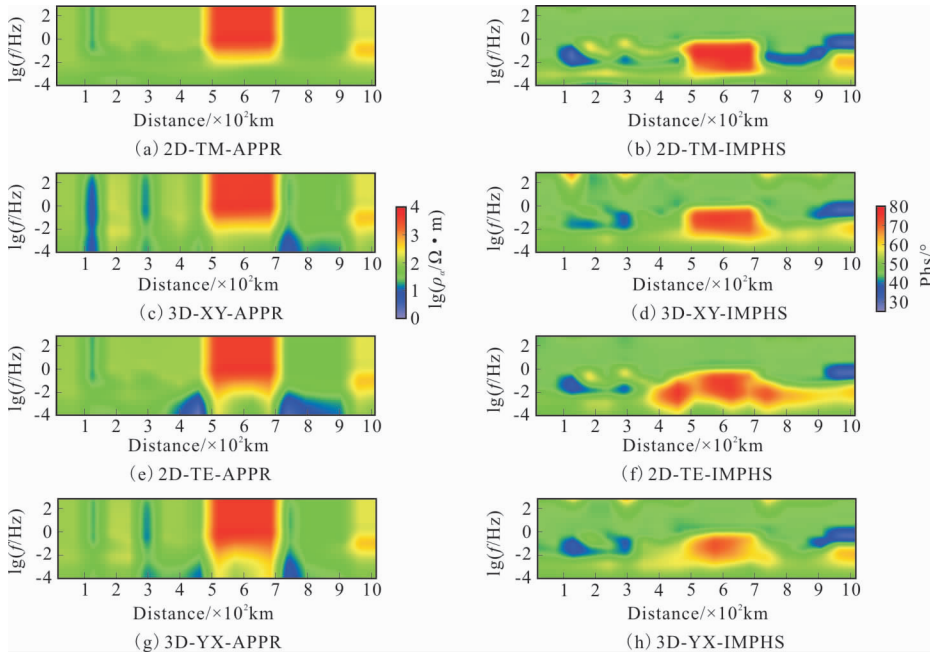 lg(f/Hz)
2
0
-2
-4
1 2 3 4 5 6 7 8 9 10
Distance/×10²km
(a) 2D-TM-APPR
lg(f/Hz)
2
0
-2
-4
1 2 3 4 5 6 7 8 9 10
Distance/×10²km
(b) 2D-TM-IMPHS
lg(f/Hz)
2
0
-2
-4
1 2 3 4 5 6 7 8 9 10
Distance/×10²km
(c) 3D-XY-APPR
4
3
2
1
0
lg(ρₐ/Ω•m)
lg(f/Hz)
2
0
-2
-4
1 2 3 4 5 6 7 8 9 10
Distance/×10²km
(d) 3D-XY-IMPHS
80
70
60
50
40
30
Phs/°
lg(f/Hz)
2
0
-2
-4
1 2 3 4 5 6 7 8 9 10
Distance/×10²km
(e) 2D-TE-APPR
lg(f/Hz)
2
0
-2
-4
1 2 3 4 5 6 7 8 9 10
Distance/×10²km
(f) 2D-TE-IMPHS
lg(f/Hz)
2
0
-2
-4
1 2 3 4 5 6 7 8 9 10
Distance/×10²km
(g) 3D-YX-APPR
lg(f/Hz)
2
0
-2
-4
1 2 3 4 5 6 7 8 9 10
Distance/×10²km
(h) 3D-YX-IMPHS